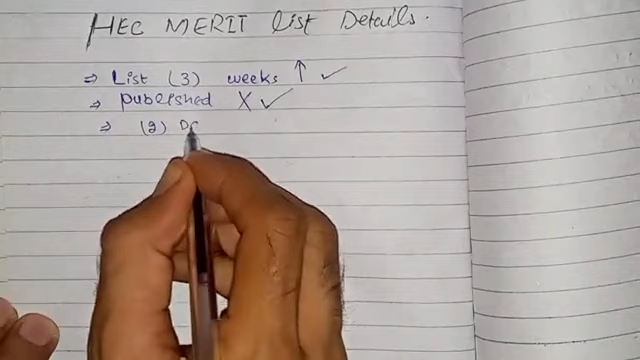 HEC MERIT list Details.
⇒ List (3) weeks ↑ ✓
⇒ published X ✓
⇒ (2)